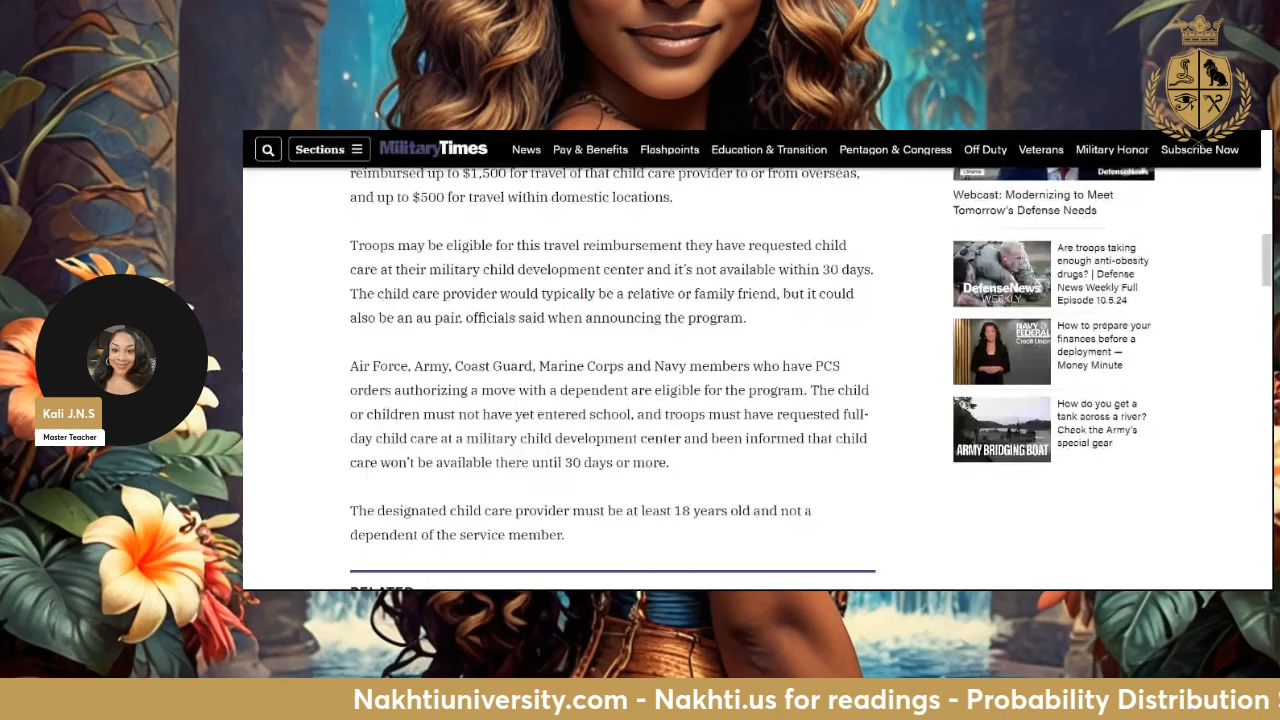 Sections
MilitaryTimes
News
Pay & Benefits
Flashpoints
Education & Transition
Pentagon & Congress
Off Duty
Veterans
Military Honor
Subscribe Now
reimbursed up to $1,500 for travel of that child care provider to or from overseas,
and up to $500 for travel within domestic locations.
Troops may be eligible for this travel reimbursement they have requested child
care at their military child development center and it's not available within 30 days.
The child care provider would typically be a relative or family friend, but it could
also be an au pair, officials said when announcing the program.
Air Force, Army, Coast Guard, Marine Corps and Navy members who have PCS
orders authorizing a move with a dependent are eligible for the program. The child
or children must not have yet entered school, and troops must have requested full-
day child care at a military child development center and been informed that child
care won't be available there until 30 days or more.
The designated child care provider must be at least 18 years old and not a
dependent of the service member.
RELATED
DefenseNews
Webcast: Modernizing to Meet
Tomorrow's Defense Needs
DefenseNews
WEEKLY
Are troops taking
enough anti-obesity
drugs? | Defense
News Weekly Full
Episode 10.5.24
NAVY
FEDERAL
Credit Union
How to prepare your
finances before a
deployment —
Money Minute
ARMY BRIDGING BOAT
How do you get a
tank across a river?
Check the Army's
special gear
Kali J.N.S
Master Teacher
Nakhtiuniversity.com - Nakhti.us for readings - Probability Distribution